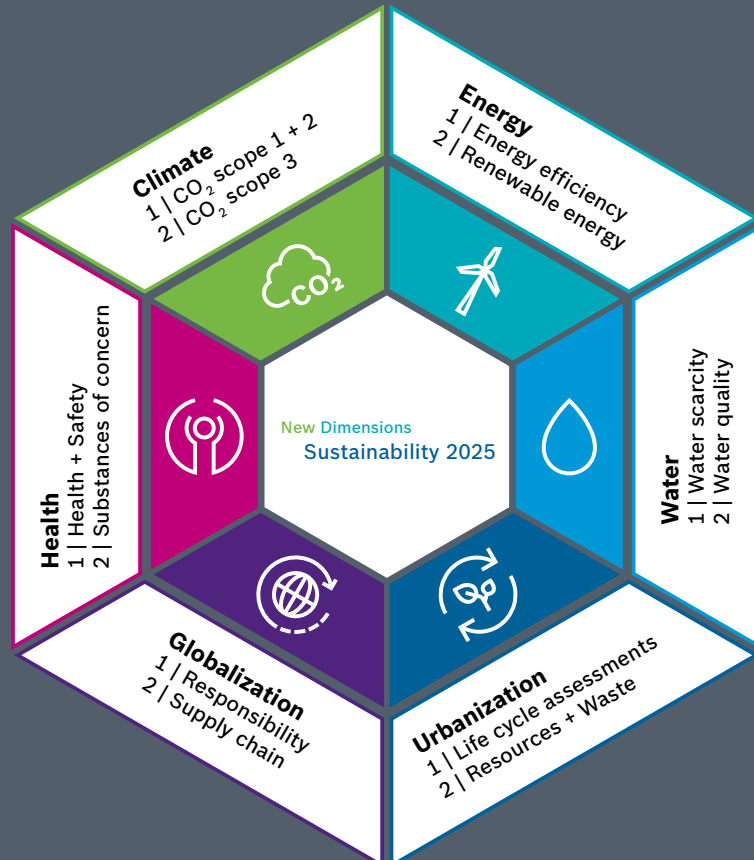 Climate
1 | CO₂ scope 1 + 2
2 | CO₂ scope 3
CO₂
Energy
1 | Energy efficiency
2 | Renewable energy
Water
1 | Water scarcity
2 | Water quality
Urbanization
1 | Life cycle assessments
2 | Resources + Waste
Globalization
1 | Responsibility
2 | Supply chain
Health
1 | Health + Safety
2 | Substances of concern
New Dimensions
Sustainability 2025